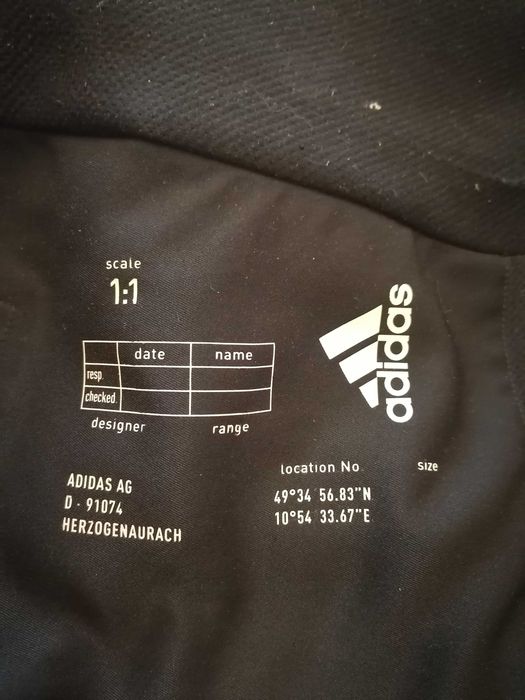 scale
1:1
date name
resp.
checked.
designer range
adidas
location No. size
49°34 56.83"N
10°54 33.67"E
ADIDAS AG
D - 91074
HERZOGENAURACH